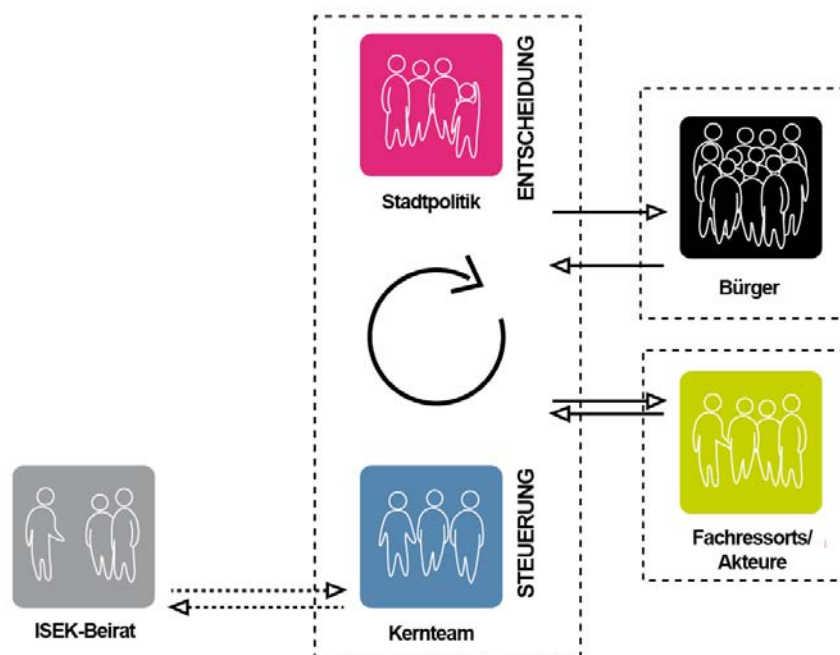 ENTSCHEIDUNG
Stadtpolitik
Bürger
Fachressorts/
Akteure
STEUERUNG
ISEK-Beirat
Kernteam